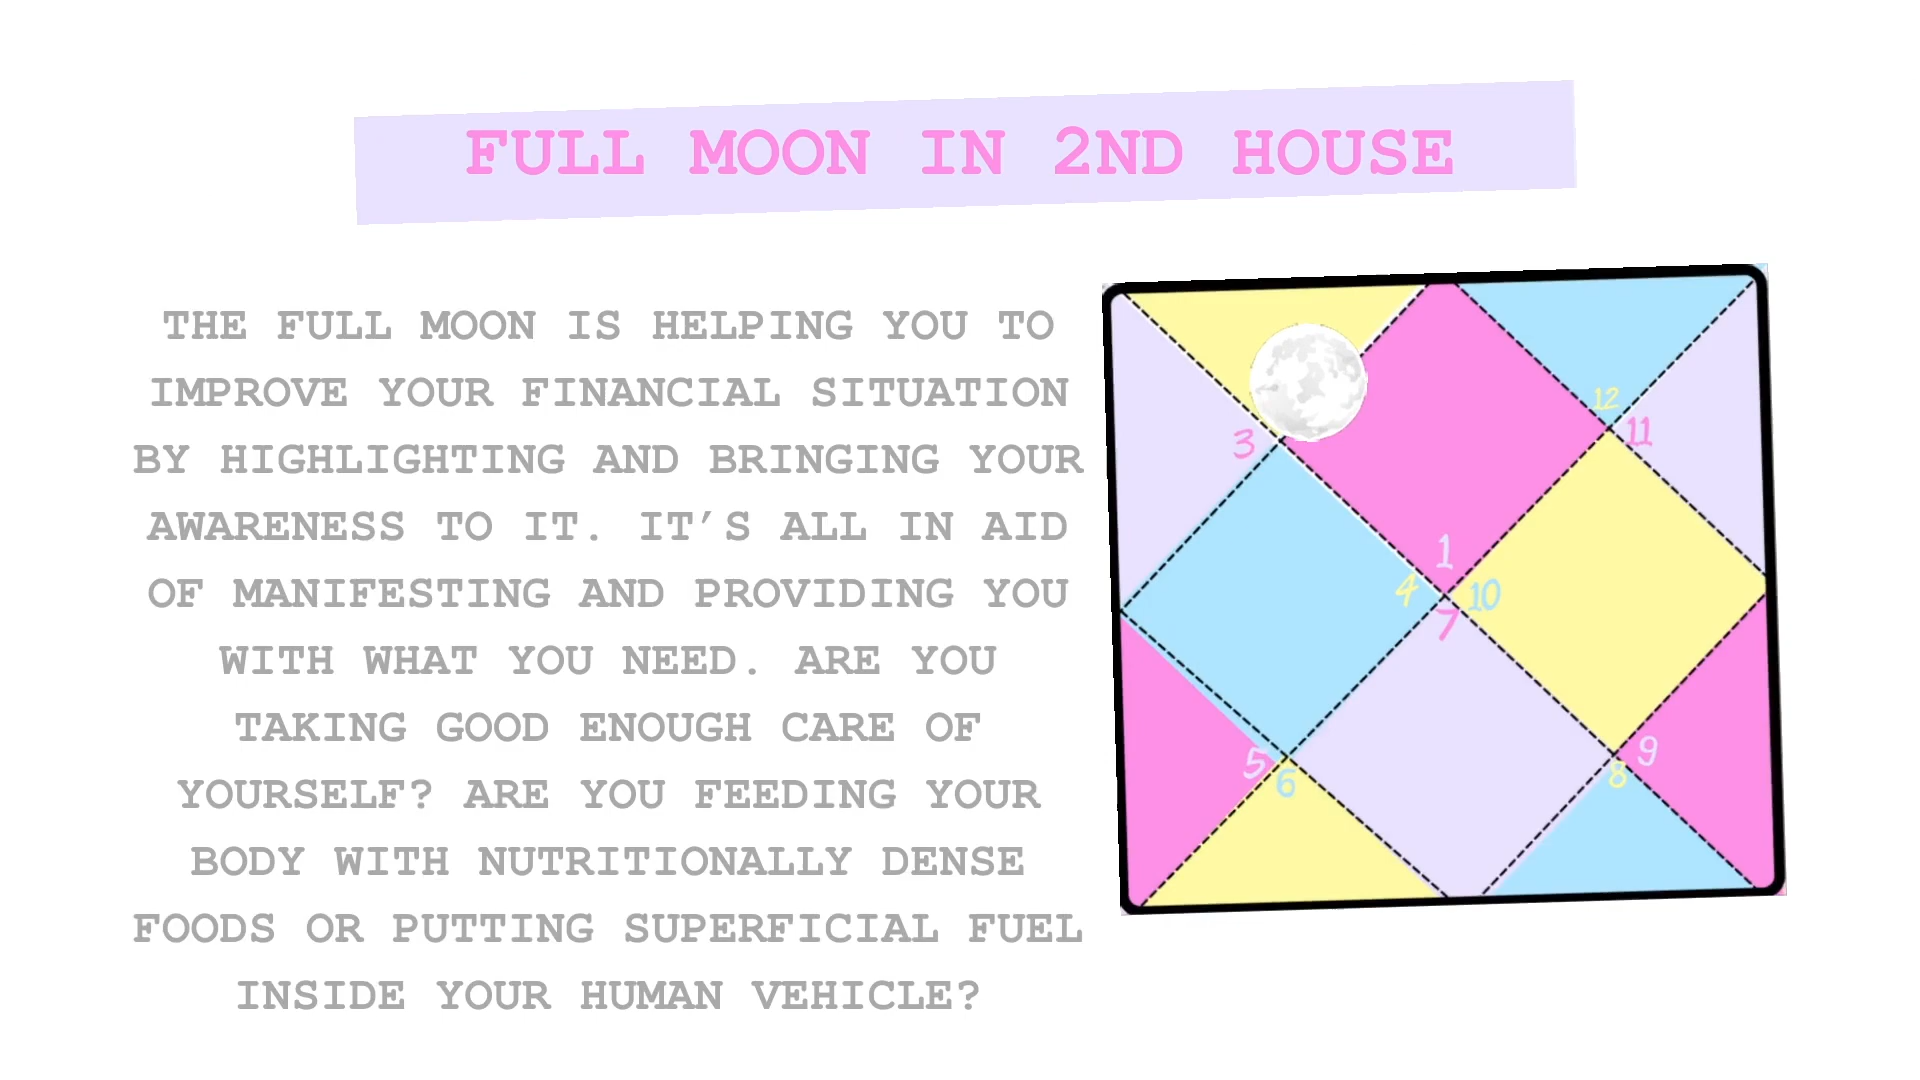 FULL MOON IN 2ND HOUSE
THE FULL MOON IS HELPING YOU TO
IMPROVE YOUR FINANCIAL SITUATION
BY HIGHLIGHTING AND BRINGING YOUR
AWARENESS TO IT. IT’S ALL IN AID
OF MANIFESTING AND PROVIDING YOU
WITH WHAT YOU NEED. ARE YOU
TAKING GOOD ENOUGH CARE OF
YOURSELF? ARE YOU FEEDING YOUR
BODY WITH NUTRITIONALLY DENSE
FOODS OR PUTTING SUPERFICIAL FUEL
INSIDE YOUR HUMAN VEHICLE?
12
11
3
1
4
10
7
5
6
9
8